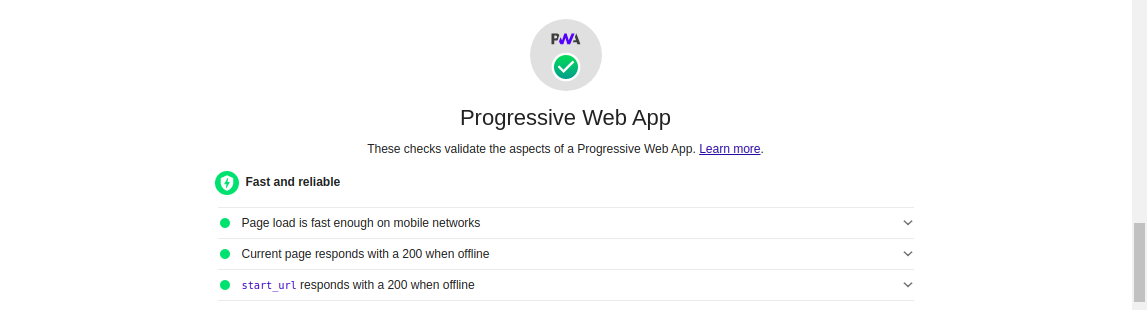 PWA
Progressive Web App
These checks validate the aspects of a Progressive Web App. Learn more.
Fast and reliable
Page load is fast enough on mobile networks
Current page responds with a 200 when offline
start_url responds with a 200 when offline